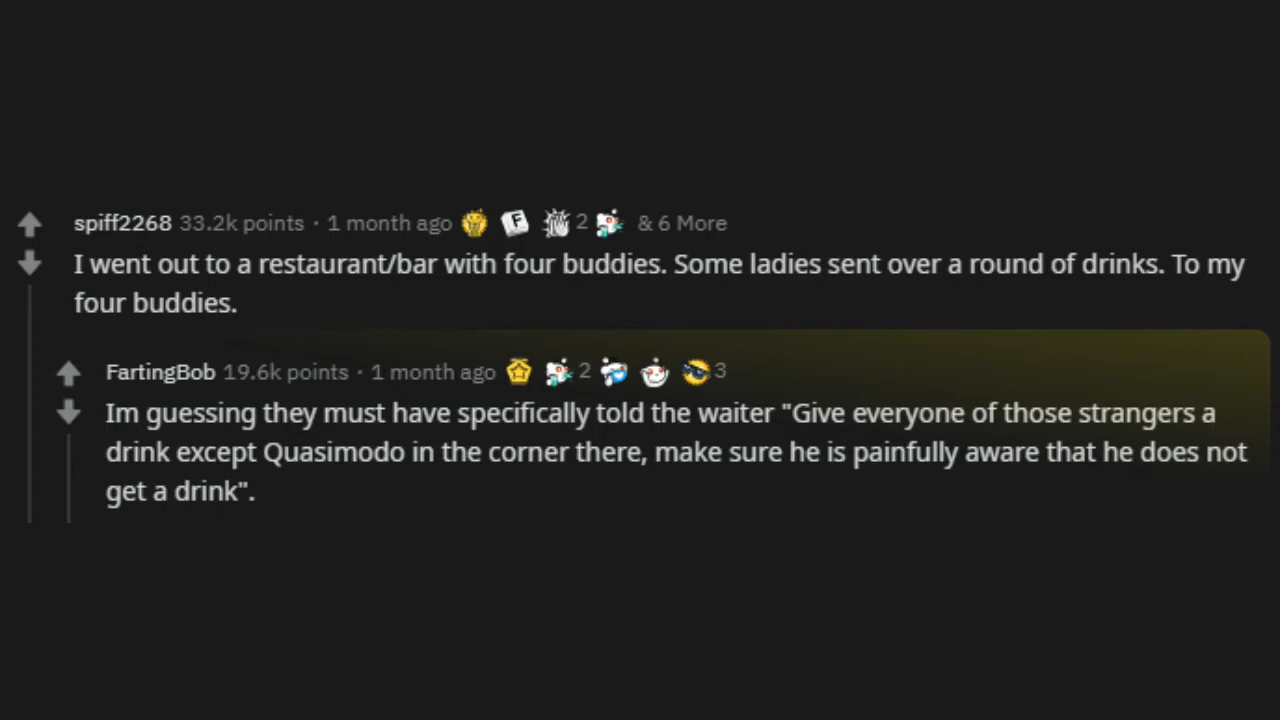 spiff2268 33.2k points · 1 month ago 2 & 6 More
I went out to a restaurant/bar with four buddies. Some ladies sent over a round of drinks. To my
four buddies.
FartingBob 19.6k points · 1 month ago 2 3
Im guessing they must have specifically told the waiter "Give everyone of those strangers a
drink except Quasimodo in the corner there, make sure he is painfully aware that he does not
get a drink".